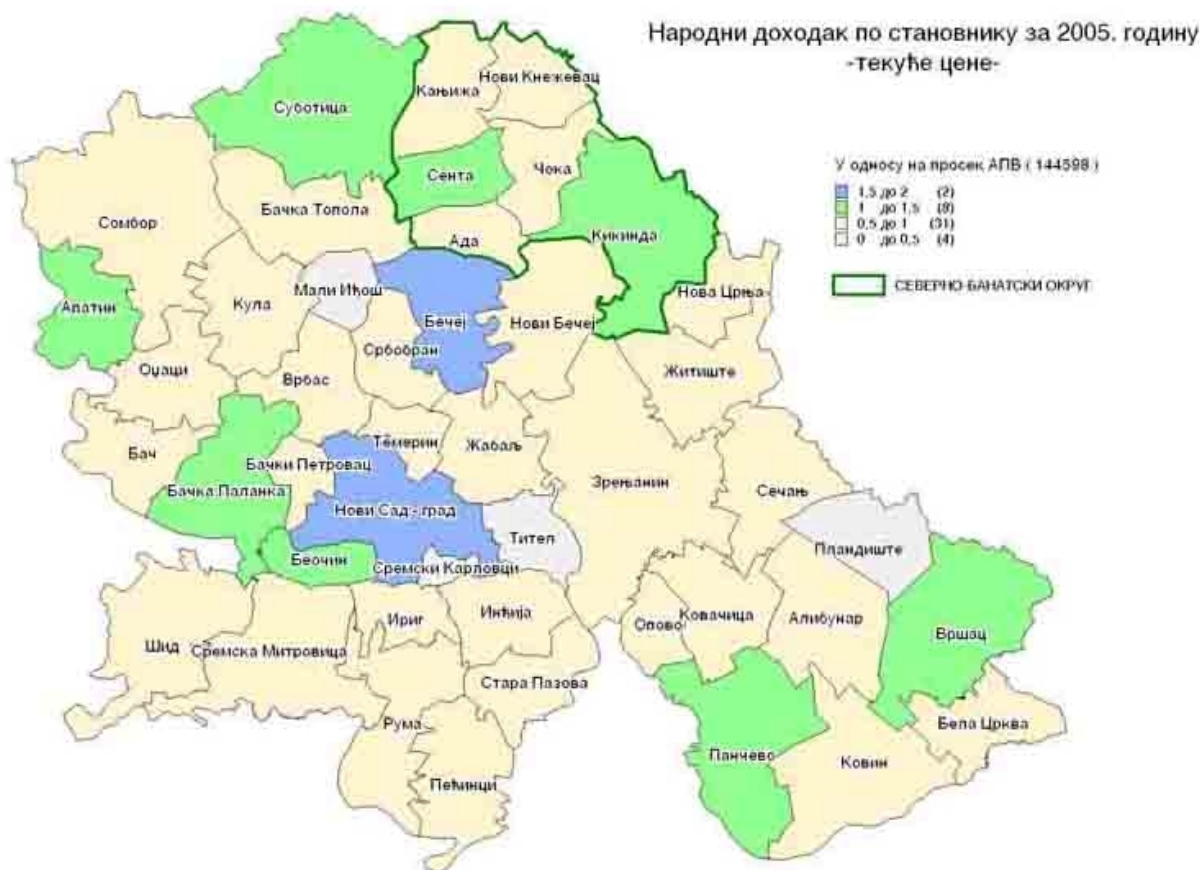 Народни доходак по становнику за 2005. годину
-текуће цене-
У односу на просек АПВ ( 144598 )
1,5 до 2 (2)
1 до 1,5 (8)
0,5 до 1 (31)
0 до 0,5 (4)
СЕВЕРНО-БАНАТСКИ ОКРУГ
Нови Кнежевац
Кањижа
Суботица
Чока
Сента
Бачка Топола
Сомбор
Ада
Кикинда
Мали Иђош
Нова Црња
Апатин
Кула
Бечеј
Нови Бечеј
Србобран
Оџаци
Врбас
Житиште
Темерин
Жабаљ
Бач
Бачки Петровац
Бачка Паланка
Зрењанин
Сечањ
Нови Сад - град
Тител
Пландиште
Беочин
Сремски Карловци
Ириг
Инђија
Опово
Ковачица
Алибунар
Вршац
Шид
Сремска Митровица
Стара Пазова
Рума
Бела Црква
Панчево
Ковин
Пећинци